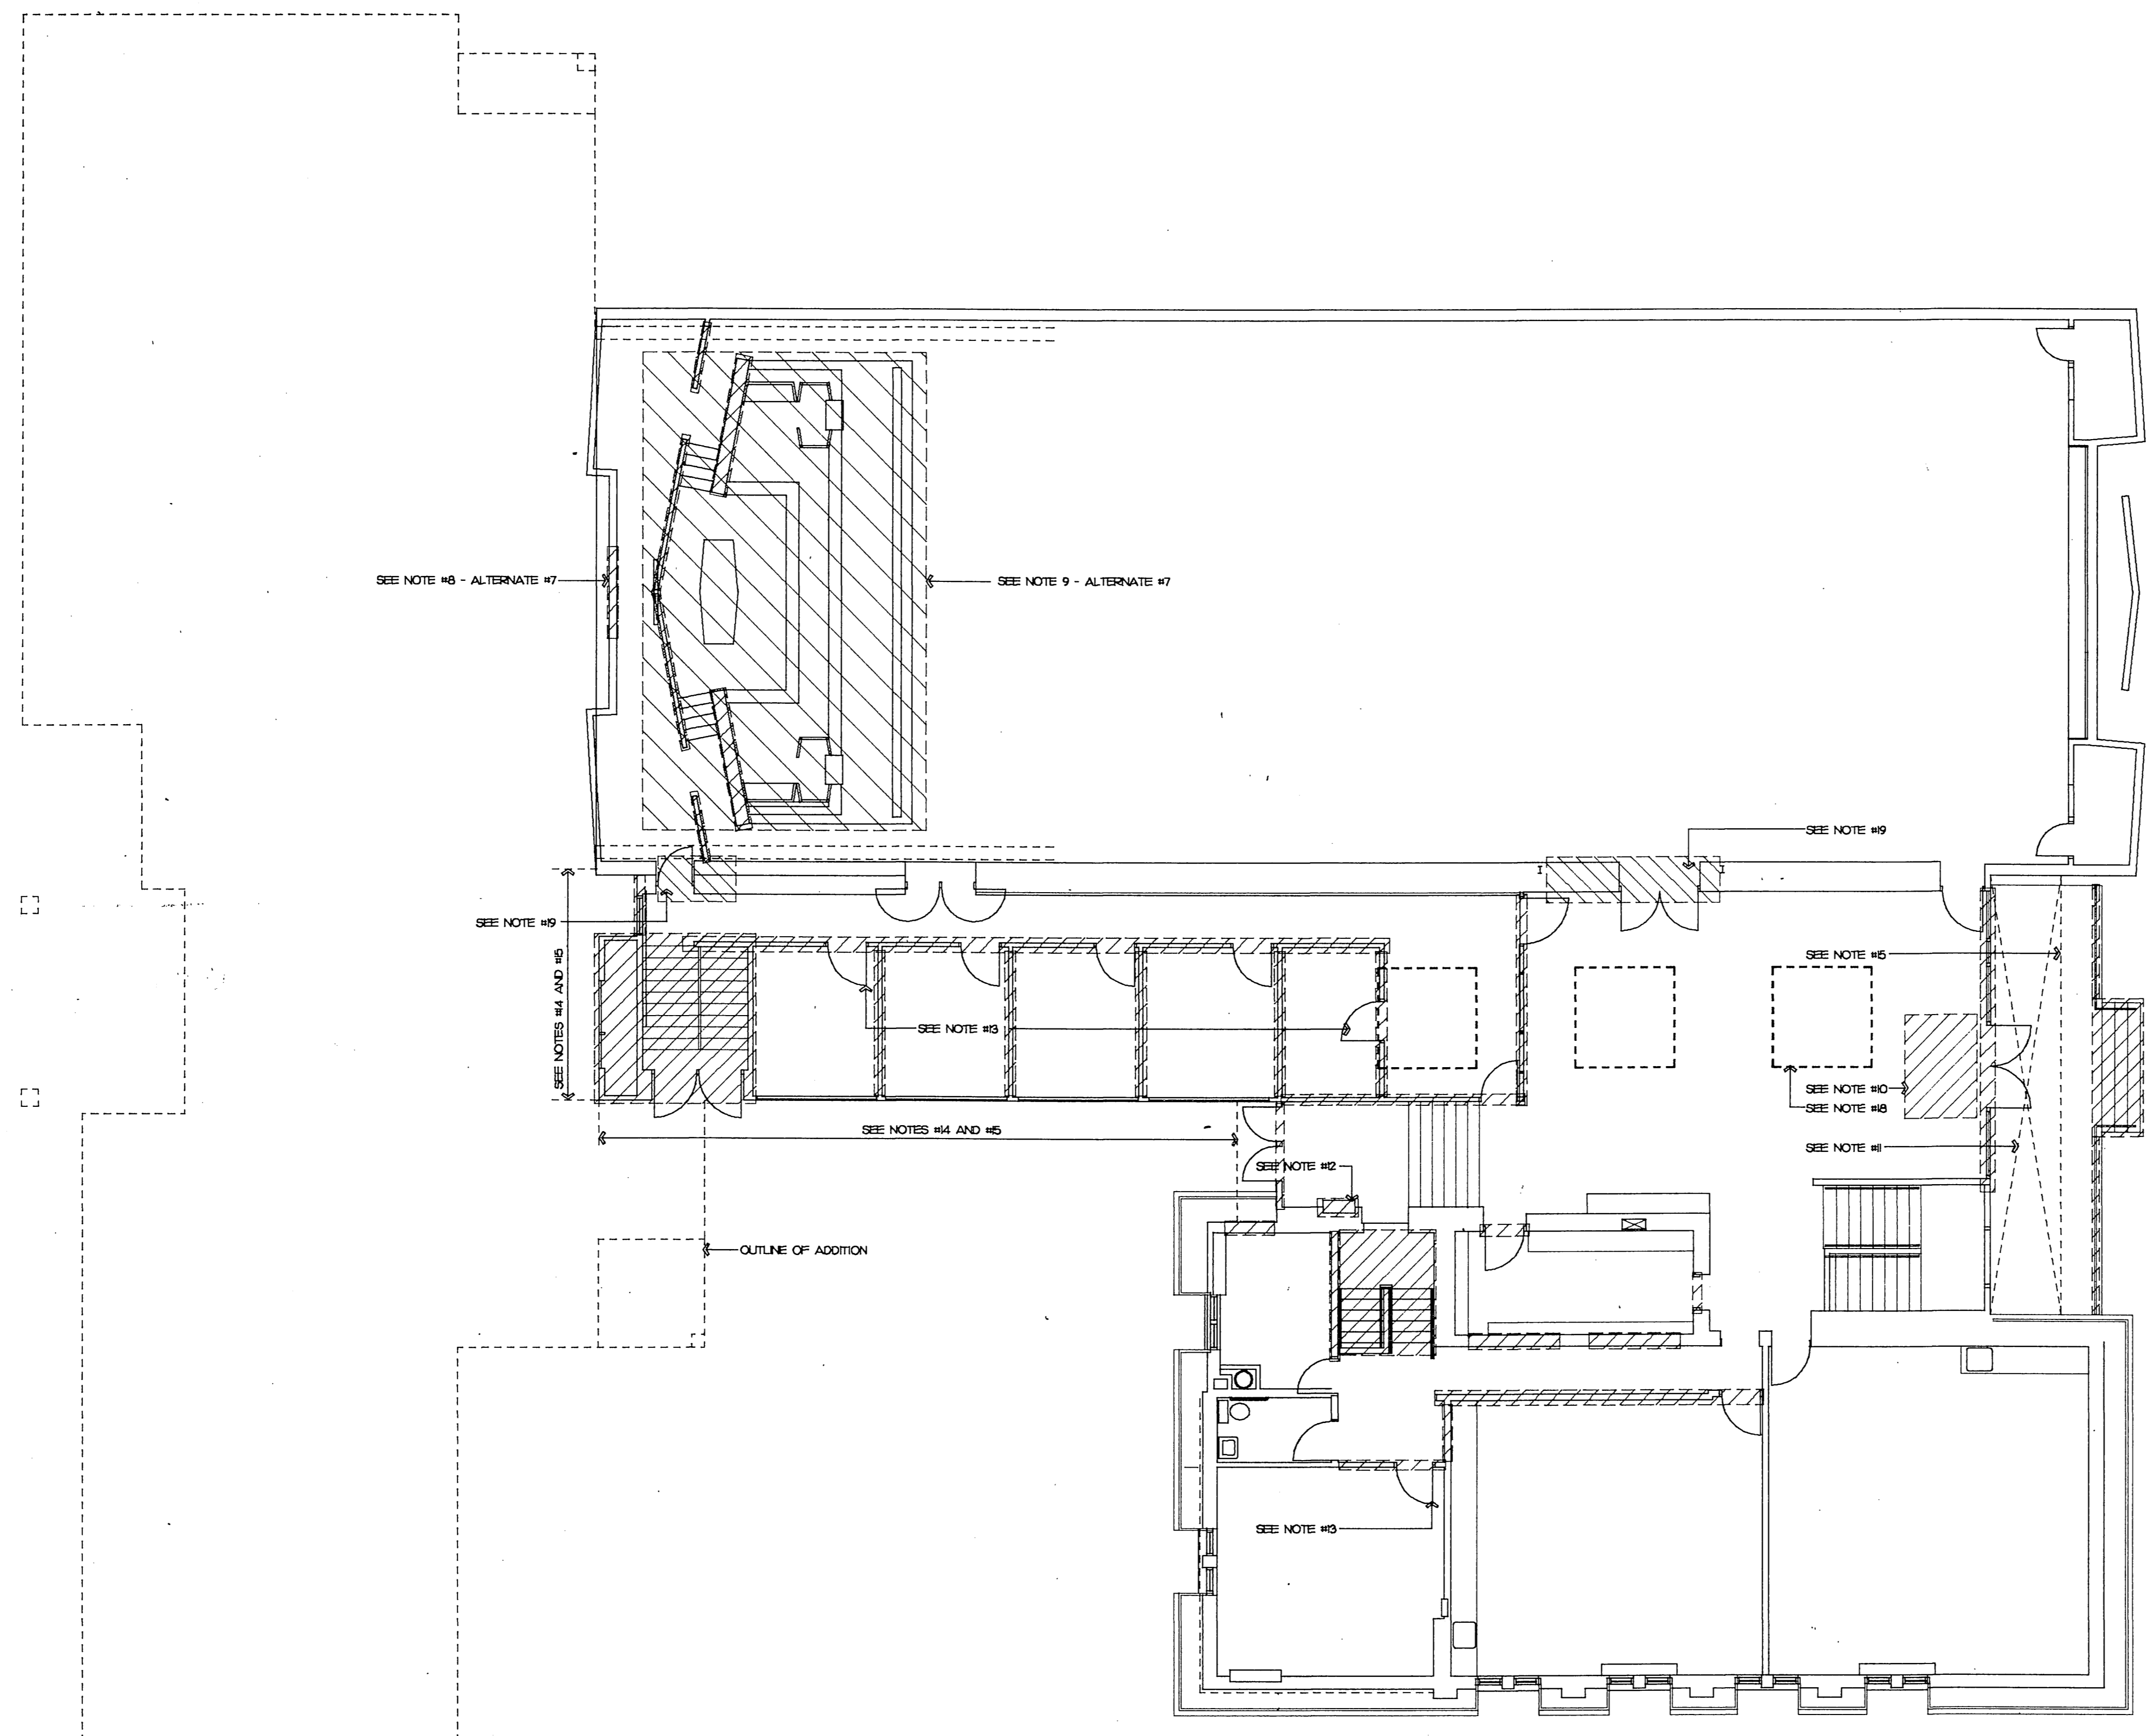 SEE NOTE #8 - ALTERNATE #7
SEE NOTE 9 - ALTERNATE #7
SEE NOTE #19
SEE NOTE #19
SEE NOTE #15
SEE NOTES #14 AND #15
SEE NOTE #13
SEE NOTE #10
SEE NOTE #18
SEE NOTES #14 AND #15
SEE NOTE #11
SEE NOTE #12
OUTLINE OF ADDITION
SEE NOTE #13